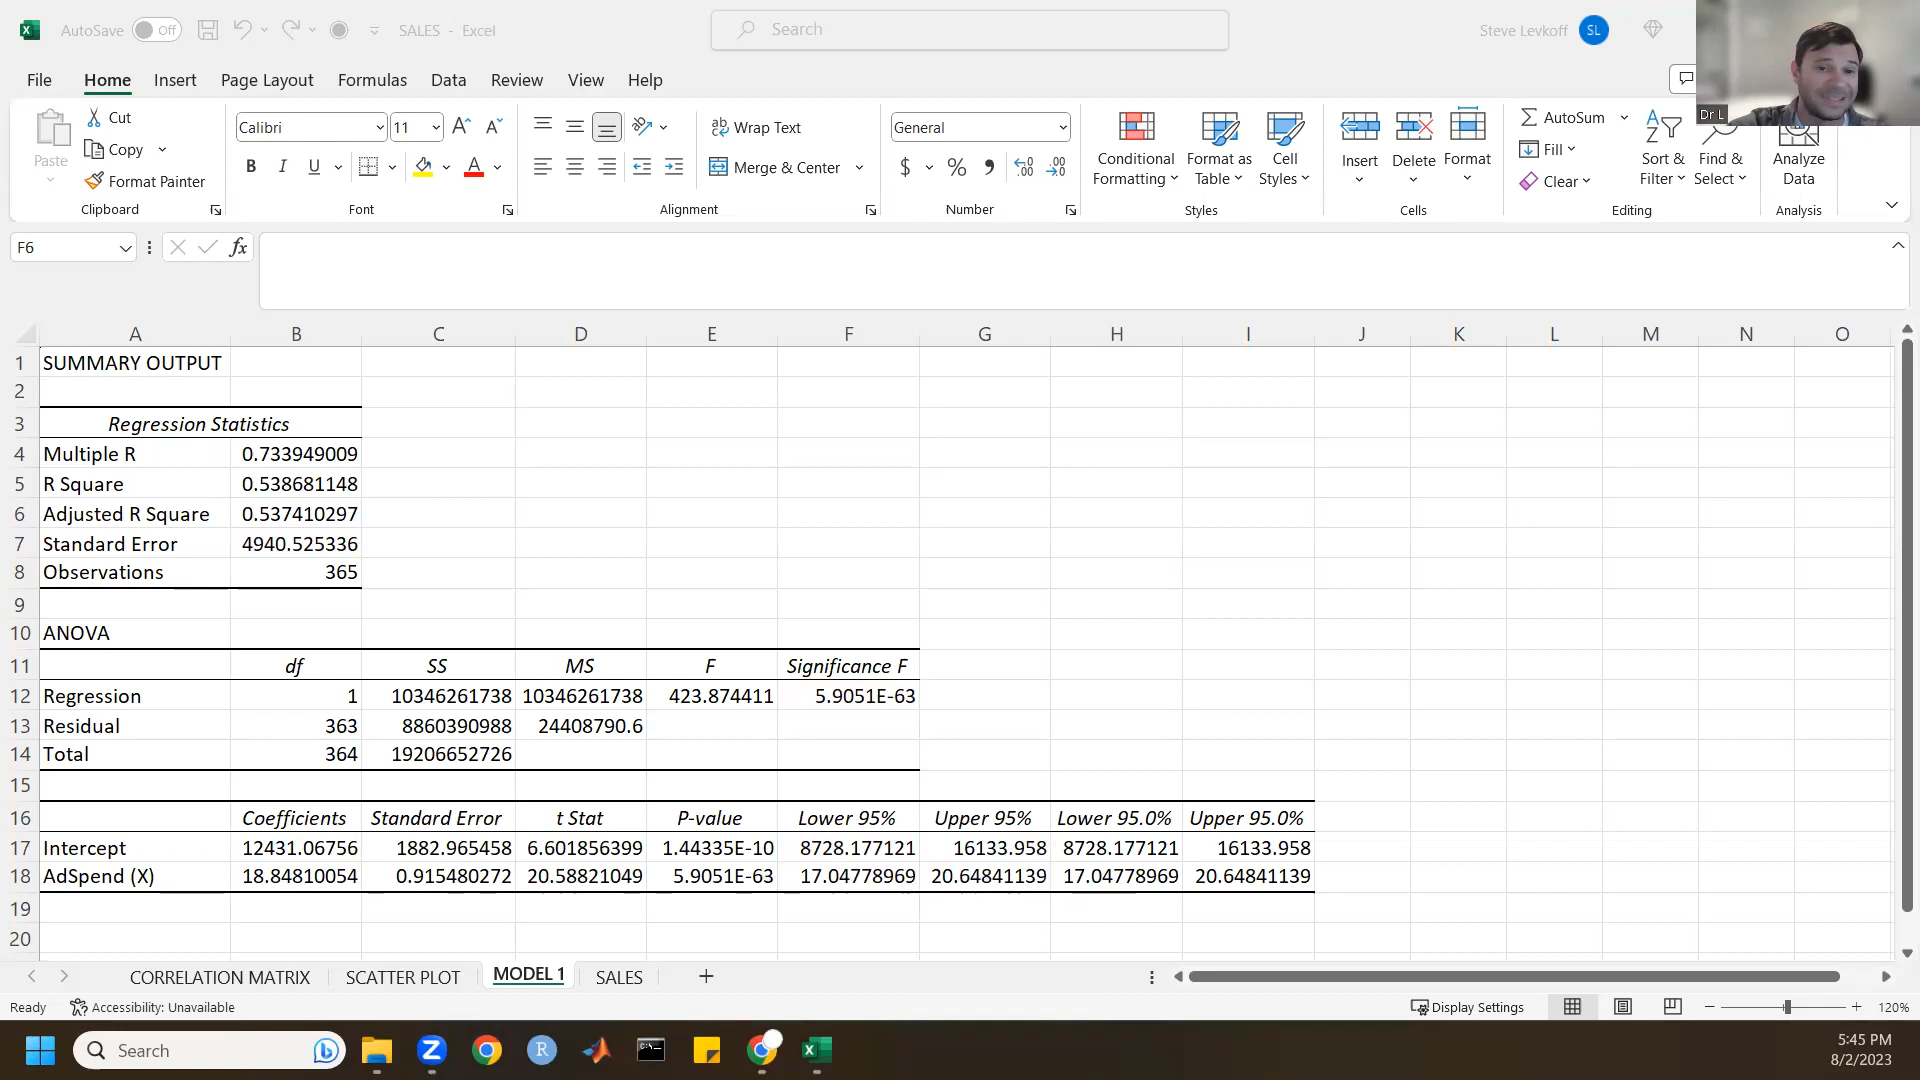 AutoSave Off SALES - Excel Search Steve Levkoff SL
File Home Insert Page Layout Formulas Data Review View Help
Dr L
Paste Cut Copy Format Painter Clipboard
Calibri 11 B I U A A Font
ab Wrap Text Merge & Center Alignment
General $ % Number
Conditional Formatting Format as Table Cell Styles Styles
Insert Delete Format Cells
AutoSum Fill Clear Sort & Filter Find & Select Editing
Analyze Data Analysis
F6 fx
A B C D E F G H I J K L M N O
1 SUMMARY OUTPUT
2
3 Regression Statistics
4 Multiple R 0.733949009
5 R Square 0.538681148
6 Adjusted R Square 0.537410297
7 Standard Error 4940.525336
8 Observations 365
9
10 ANOVA
11 df SS MS F Significance F
12 Regression 1 10346261738 10346261738 423.874411 5.9051E-63
13 Residual 363 8860390988 24408790.6
14 Total 364 19206652726
15
16 Coefficients Standard Error t Stat P-value Lower 95% Upper 95% Lower 95.0% Upper 95.0%
17 Intercept 12431.06756 1882.965458 6.601856399 1.44335E-10 8728.177121 16133.958 8728.177121 16133.958
18 AdSpend (X) 18.84810054 0.915480272 20.58821049 5.9051E-63 17.04778969 20.64841139 17.04778969 20.64841139
19
20
CORRELATION MATRIX SCATTER PLOT MODEL 1 SALES +
Ready Accessibility: Unavailable Display Settings 120%
Search Z R 5:45 PM
8/2/2023